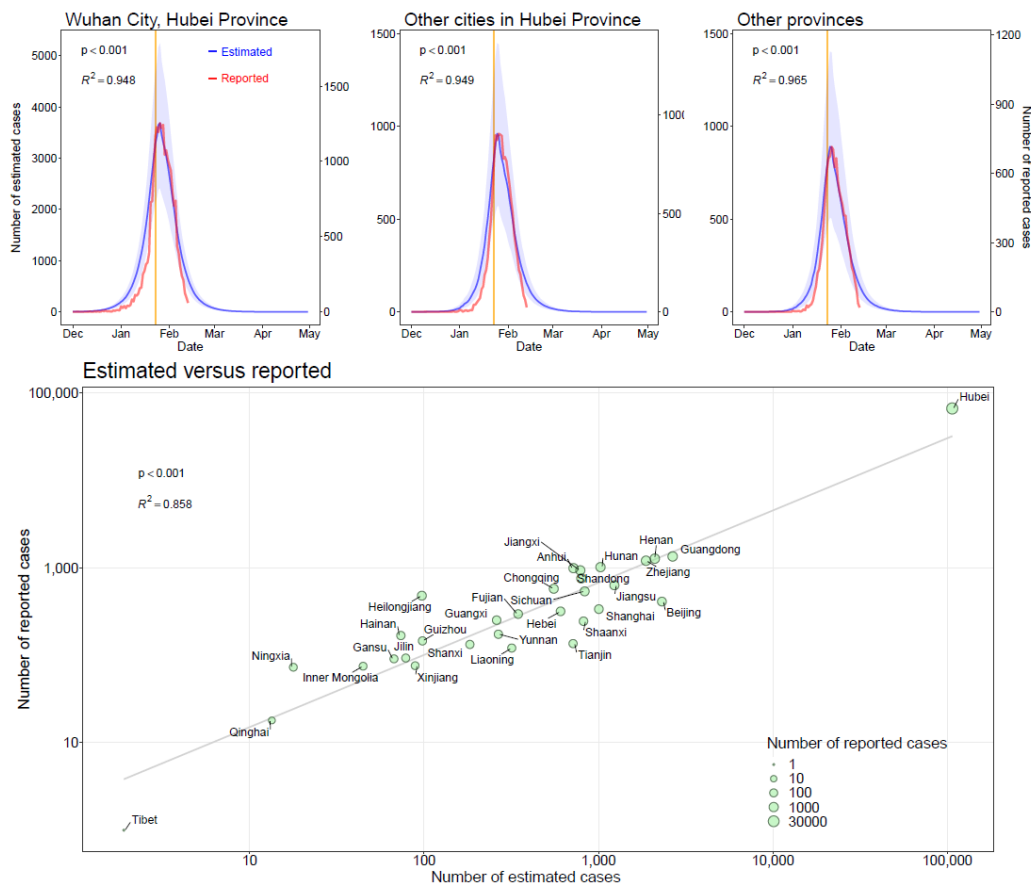 Wuhan City, Hubei Province
Other cities in Hubei Province
Other provinces
Number of estimated cases
5000
4000
3000
2000
1000
0
p < 0.001
R² = 0.948
Estimated
Reported
1500
1000
500
0
Dec Jan Feb Mar Apr May
Date
1500
1000
500
0
p < 0.001
R² = 0.949
1000
500
0
Dec Jan Feb Mar Apr May
Date
1500
1000
500
0
p < 0.001
R² = 0.965
1200
900
600
300
0
Number of reported cases
Dec Jan Feb Mar Apr May
Date
Estimated versus reported
Number of reported cases
100,000
1,000
10
p < 0.001
R² = 0.858
Hubei
Jiangxi
Henan
Anhui
Hunan
Guangdong
Chongqing
Shandong
Zhejiang
Sichuan
Jiangsu
Fujian
Heilongjiang
Guangxi
Hebei
Shanghai
Beijing
Hainan
Guizhou
Shaanxi
Gansu
Jilin
Shanxi
Yunnan
Ningxia
Liaoning
Tianjin
Inner Mongolia
Xinjiang
Qinghai
Tibet
Number of reported cases
1
10
100
1000
30000
10 100 1,000 10,000 100,000
Number of estimated cases